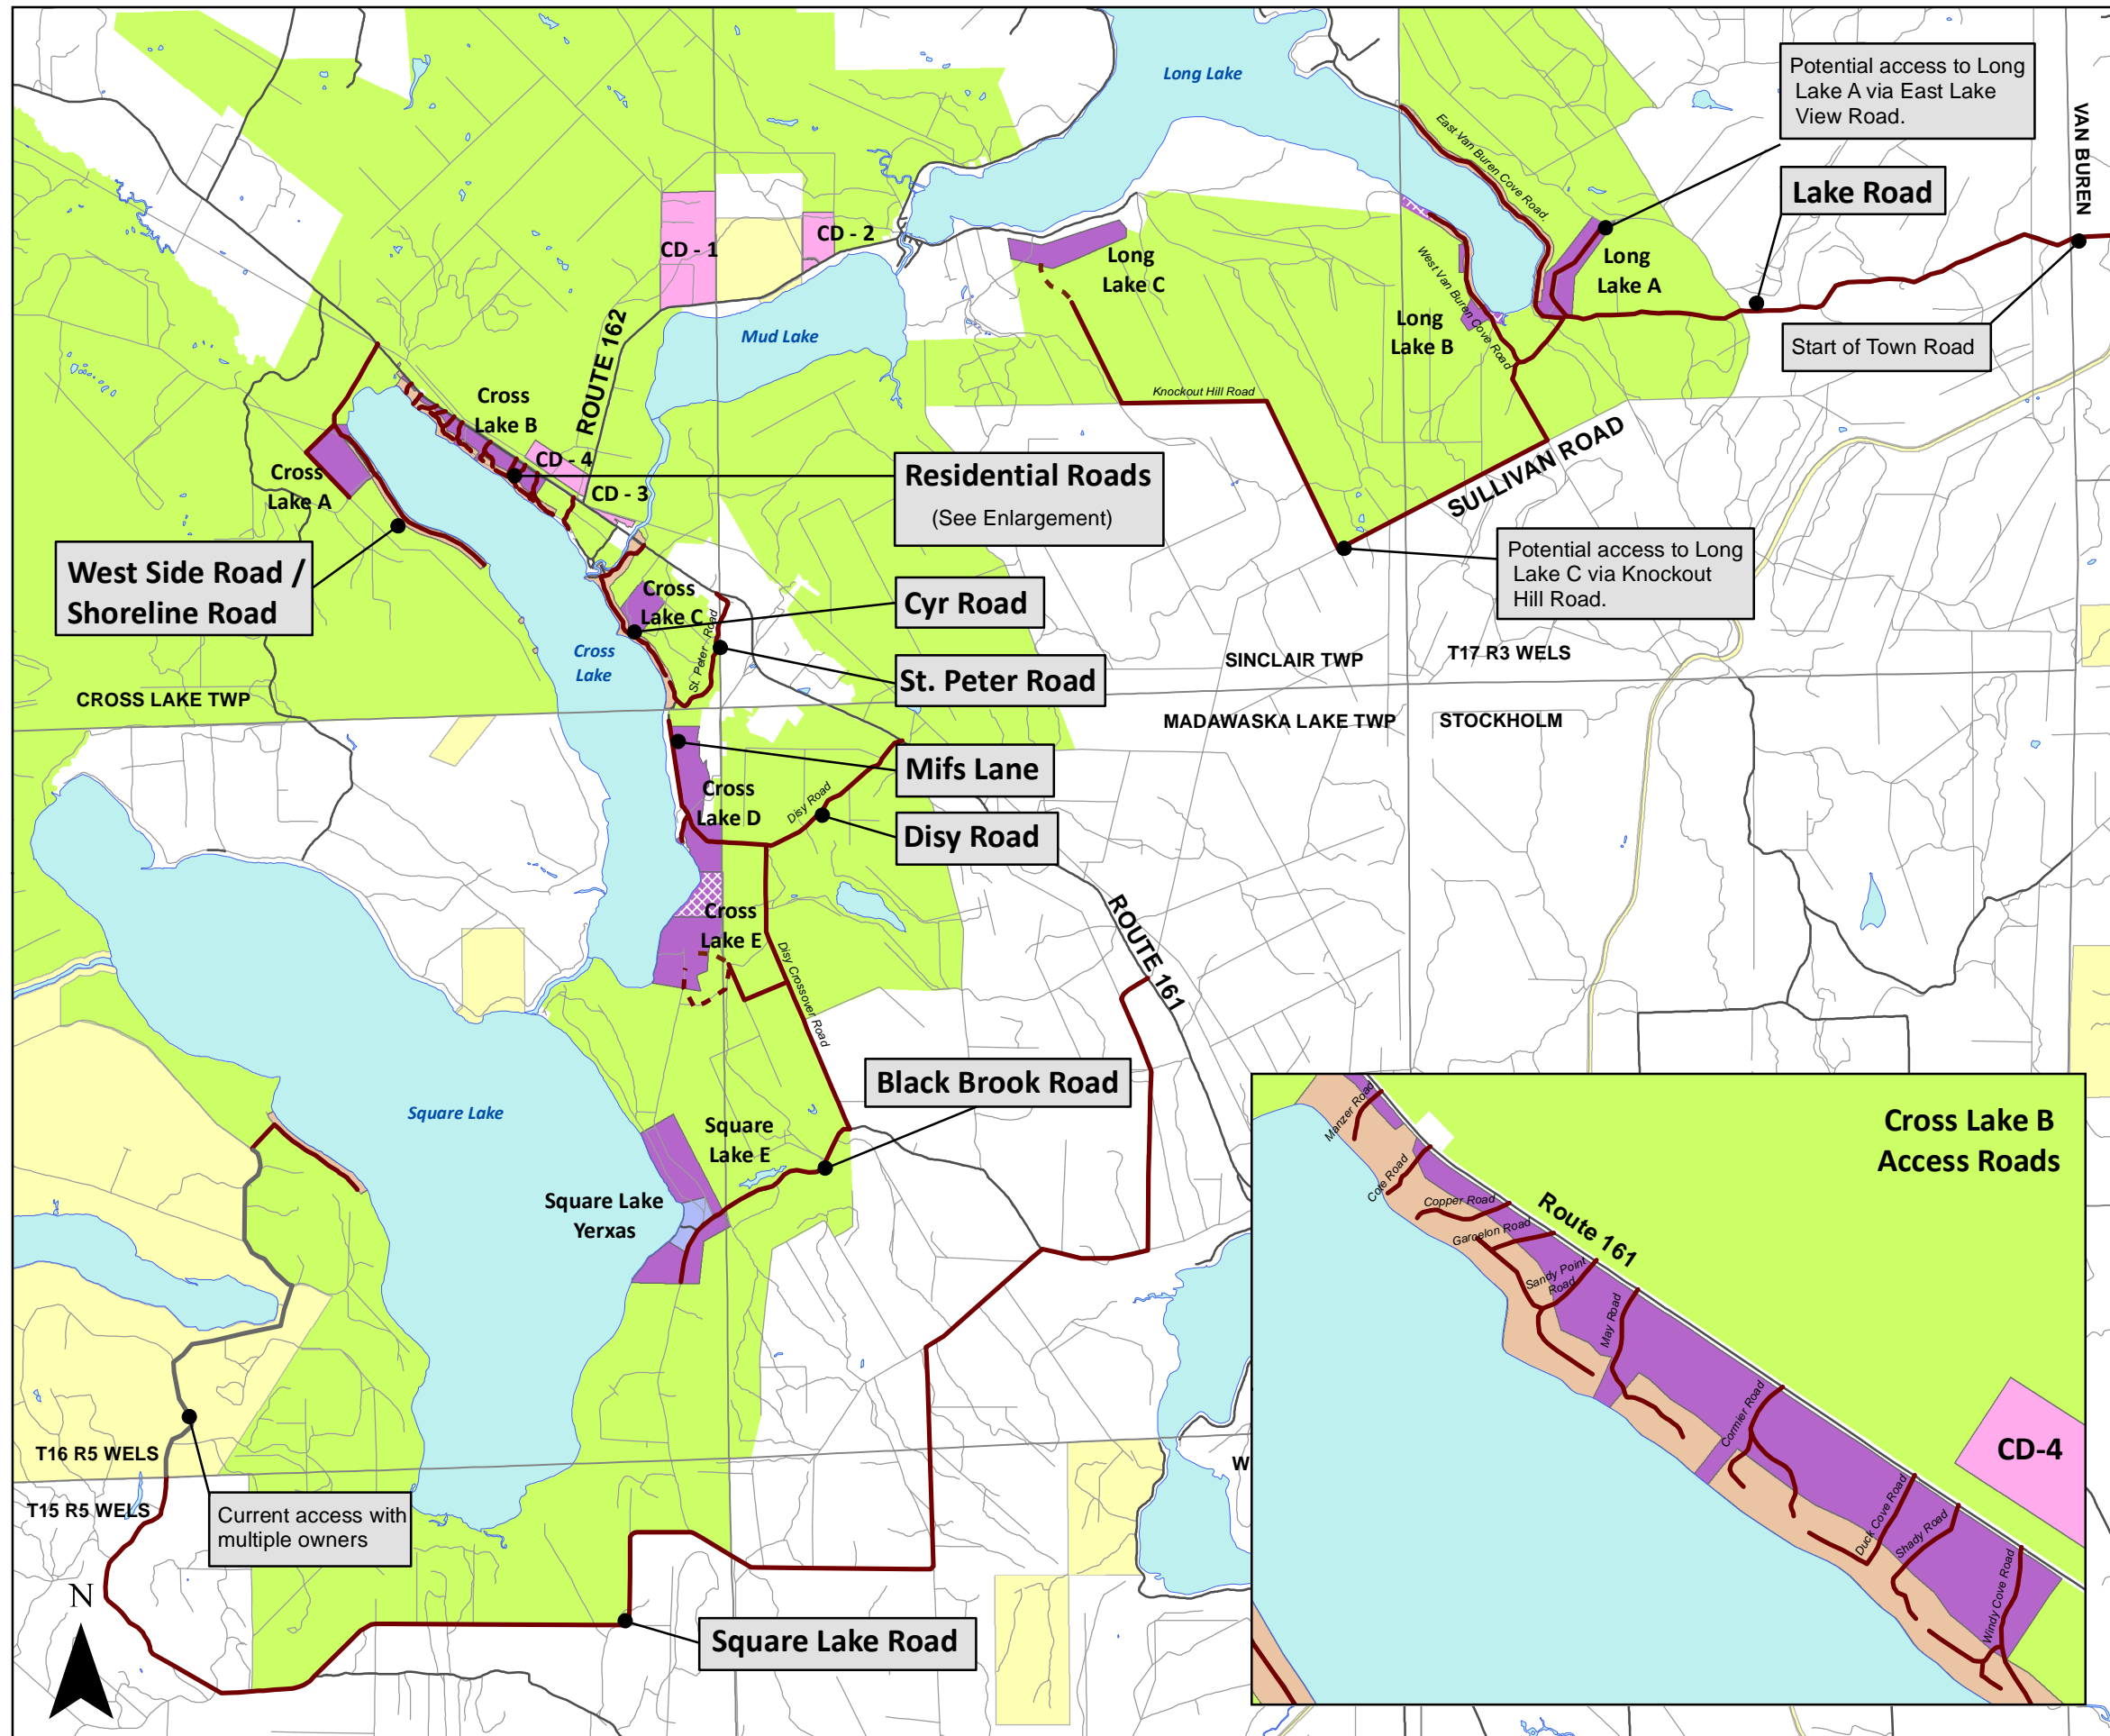 Long Lake
Potential access to Long
Lake A via East Lake
View Road.
VAN BUREN
East Van Buren Cove Road
Lake Road
CD - 1
CD - 2
Long
Lake C
Long
Lake A
West Van Buran Cove Road
Start of Town Road
Mud Lake
ROUTE 162
Long
Lake B
Cross
Lake B
Knockout Hill Road
SULLIVAN ROAD
CD - 4
Cross
Lake A
CD - 3
Residential Roads
(See Enlargement)
Potential access to Long
Lake C via Knockout
Hill Road.
West Side Road /
Shoreline Road
Cross
Lake C
Cyr Road
St. Peter Road
Cross
Lake
St. Peter Road
SINCLAIR TWP
T17 R3 WELS
CROSS LAKE TWP
MADAWASKA LAKE TWP
STOCKHOLM
Mifs Lane
Cross
Lake D
Disy Road
Disy Road
Cross
Lake E
ROUTE 161
Disy Crossover Road
Black Brook Road
Square Lake
Square
Lake E
Square Lake
Yerxas
Cross Lake B
Access Roads
Manzer Road
Cote Road
Copper Road
Garcelon Road
Route 161
Sandy Point
Road
May Road
Cormier Road
CD-4
Duck Cove Road
Shady Road
Windy Cove Road
T16 R5 WELS
W
T15 R5 WELS
Current access with
multiple owners
N
Square Lake Road